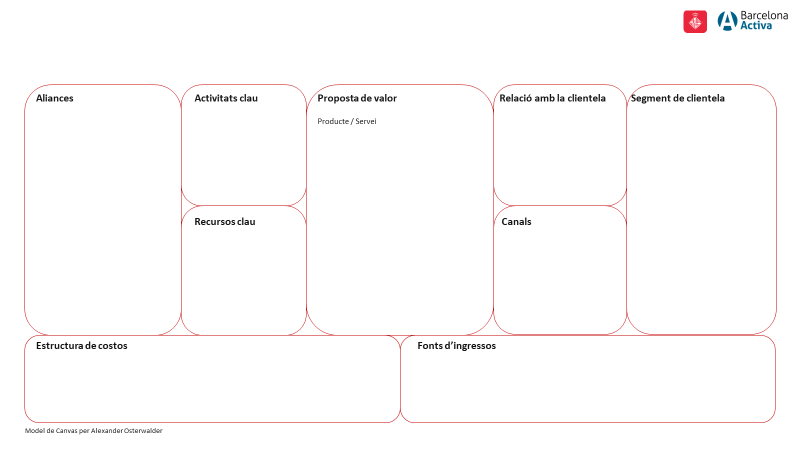 Barcelona
Activa
Aliances
Activitats clau
Proposta de valor
Producte / Servei
Relació amb la clientela
Segment de clientela
Recursos clau
Canals
Estructura de costos
Fonts d’ingressos
Model de Canvas per Alexander Osterwalder